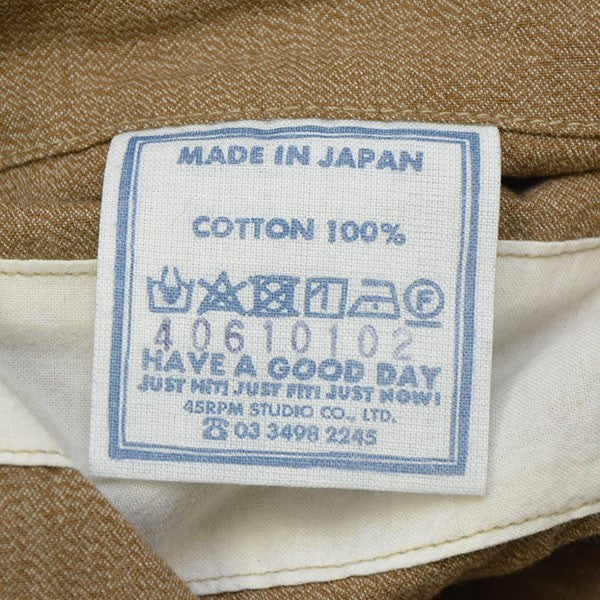 MADE IN JAPAN
COTTON 100%
40610102
HAVE A GOOD DAY
JUST HIT! JUST FIT! JUST NOW!
45RPM STUDIO CO., LTD.
☎ 03 3498 2245